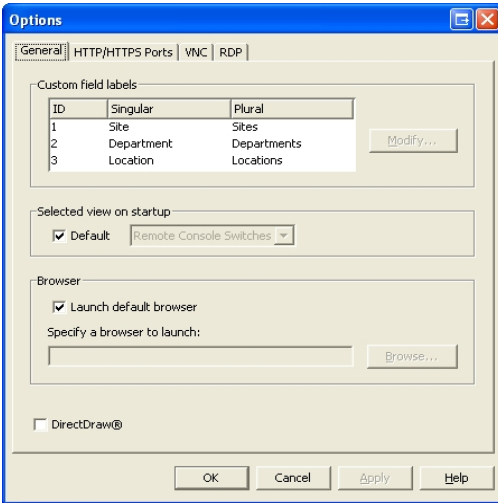 Options
General HTTP/HTTPS Ports VNC RDP
Custom field labels
ID Singular Plural
1 Site Sites
2 Department Departments
3 Location Locations
Modify...
Selected view on startup
Default Remote Console Switches
Browser
Launch default browser
Specify a browser to launch:
Browse...
DirectDraw®
OK Cancel Apply Help